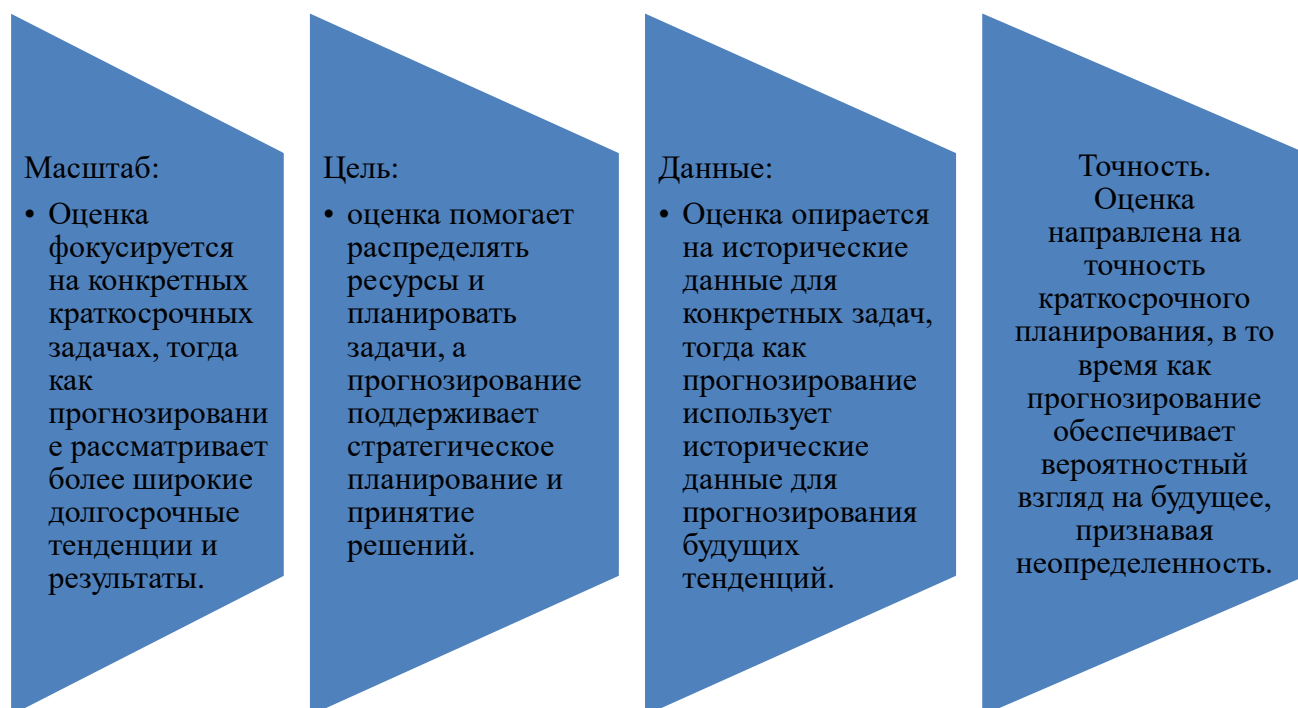 Масштаб:
• Оценка
фокусируется
на конкретных
краткосрочных
задачах, тогда
как
прогнозировани
е рассматривает
более широкие
долгосрочные
тенденции и
результаты.
Цель:
• оценка помогает
распределять
ресурсы и
планировать
задачи, а
прогнозирование
поддерживает
стратегическое
планирование и
принятие
решений.
Данные:
• Оценка опирается
на исторические
данные для
конкретных задач,
тогда как
прогнозирование
использует
исторические
данные для
прогнозирования
будущих
тенденций.
Точность.
Оценка
направлена на
точность
краткосрочного
планирования, в то
время как
прогнозирование
обеспечивает
вероятностный
взгляд на будущее,
признавая
неопределенность.